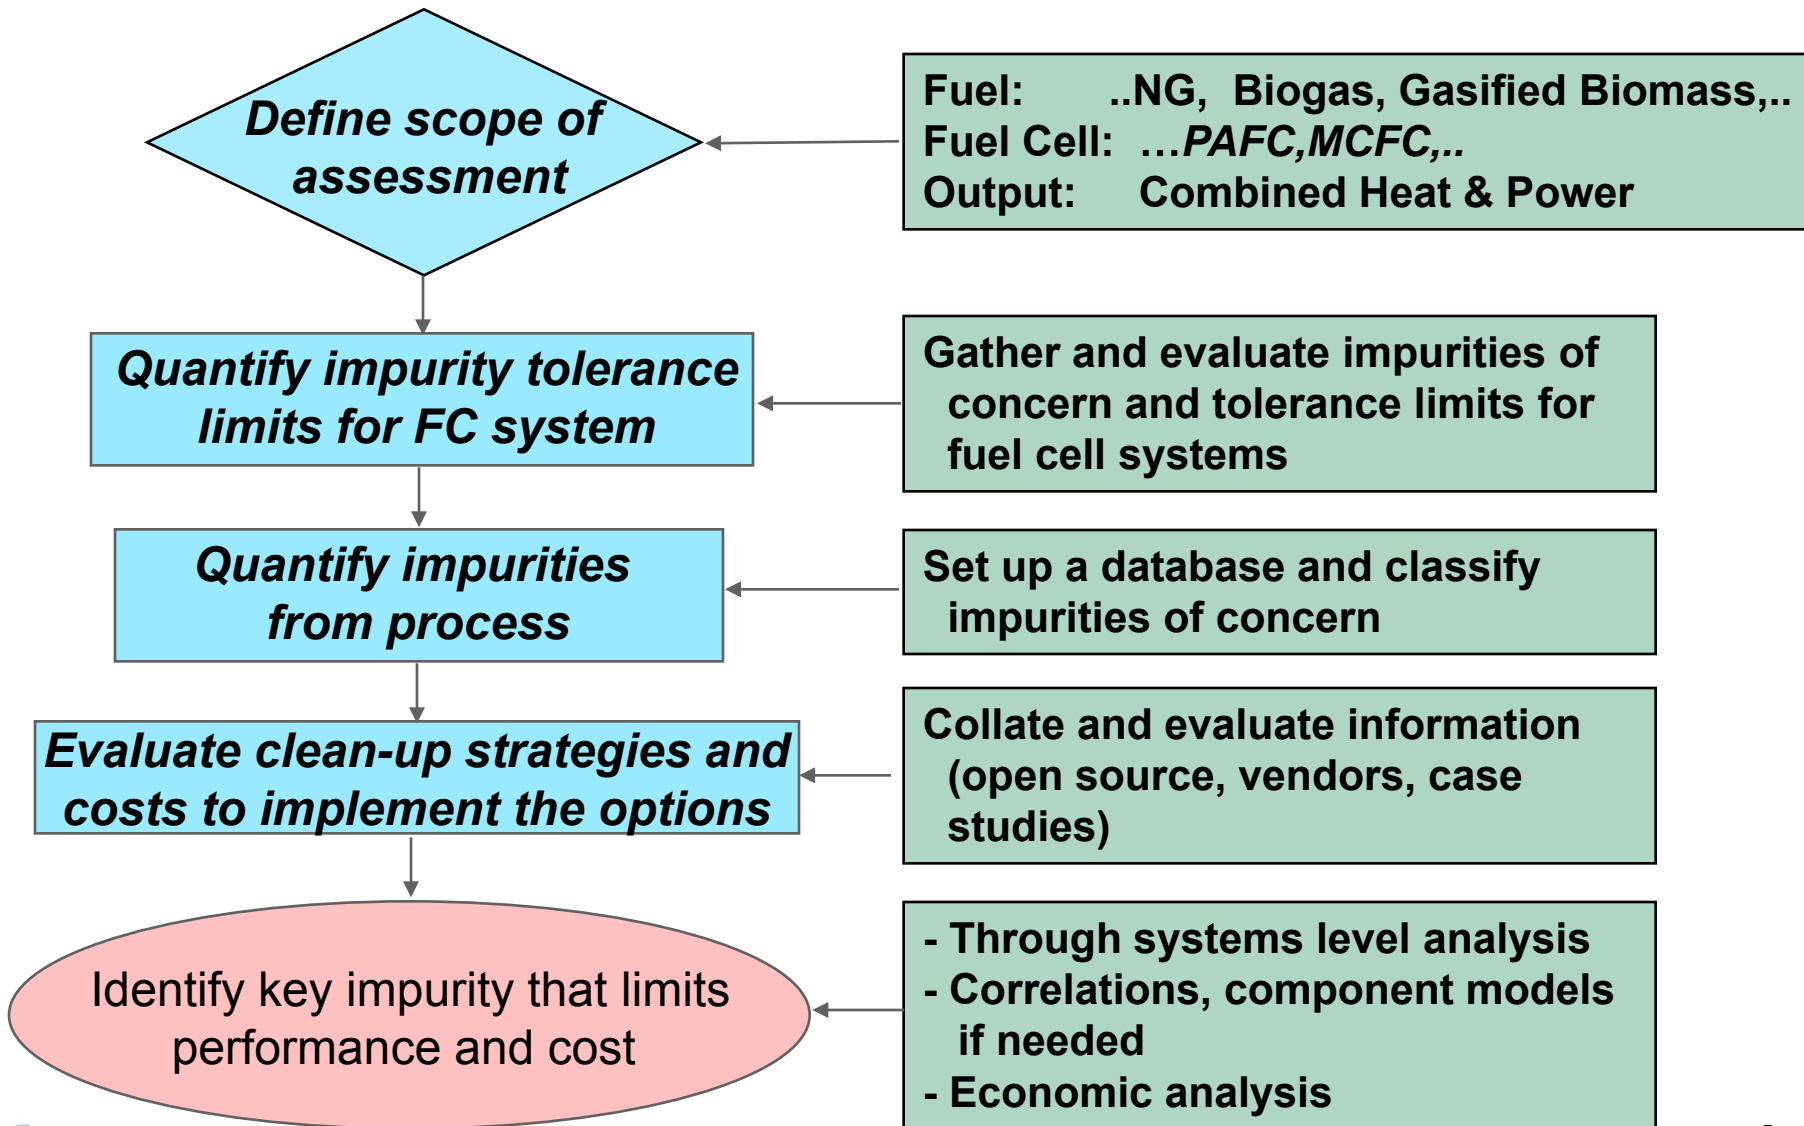 Define scope of
assessment
Fuel: ..NG, Biogas, Gasified Biomass,..
Fuel Cell: …PAFC,MCFC,..
Output: Combined Heat & Power
Quantify impurity tolerance
limits for FC system
Gather and evaluate impurities of
concern and tolerance limits for
fuel cell systems
Quantify impurities
from process
Set up a database and classify
impurities of concern
Evaluate clean-up strategies and
costs to implement the options
Collate and evaluate information
(open source, vendors, case
studies)
Identify key impurity that limits
performance and cost
- Through systems level analysis
- Correlations, component models
if needed
- Economic analysis